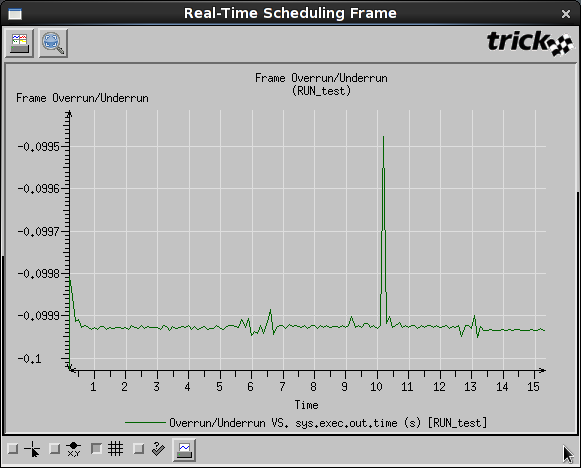 Real-Time Scheduling Frame
trick
Frame Overrun/Underrun
(RUN_test)
Frame Overrun/Underrun
-0.0995
-0.0996
-0.0997
-0.0998
-0.0999
-0.1
1 2 3 4 5 6 7 8 9 10 11 12 13 14 15
Time
Overrun/Underrun VS. sys.exec.out.time (s) [RUN_test]